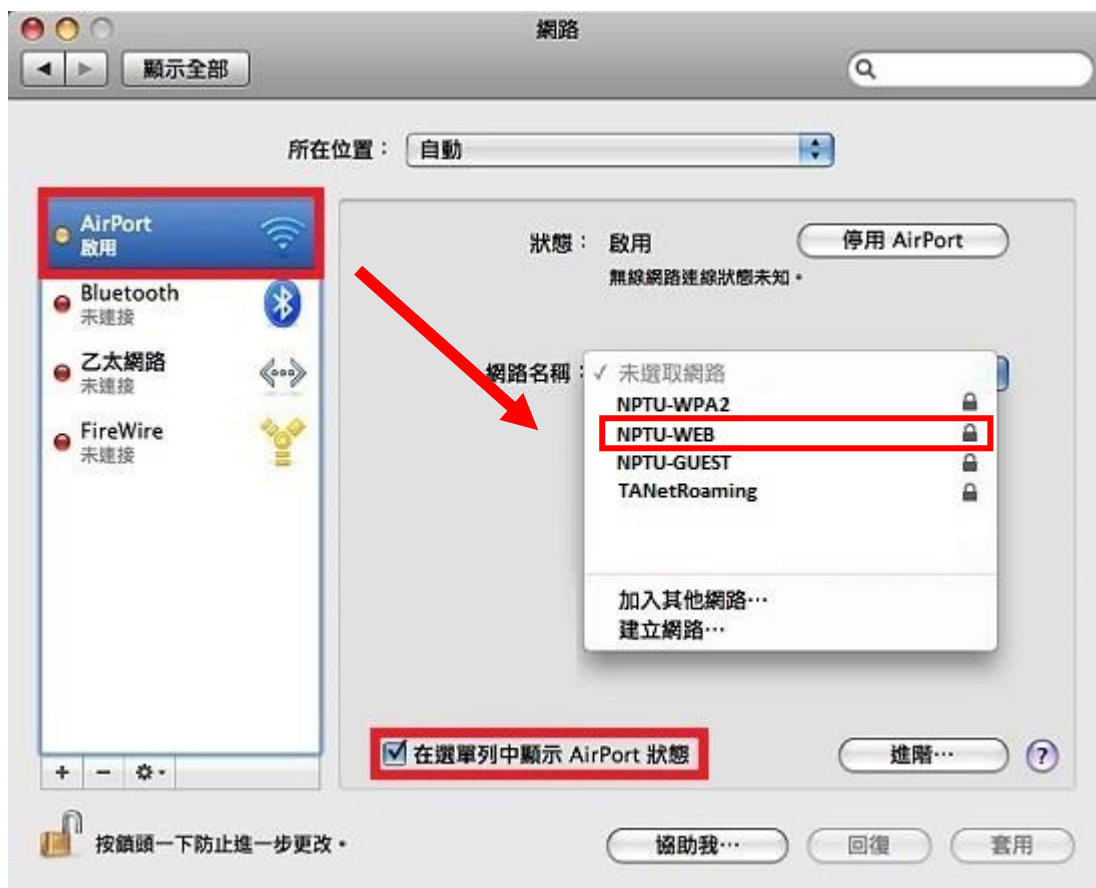 網路
顯示全部
所在位置： 自動
AirPort
啟用
Bluetooth
未連接
乙太網路
未連接
FireWire
未連接
狀態： 啟用 停用 AirPort
無線網路連線狀態未知。
網路名稱： ✓ 未選取網路
NPTU-WPA2
NPTU-WEB
NPTU-GUEST
TANetRoaming
加入其他網路…
建立網路…
在選單列中顯示 AirPort 狀態 進階… ?
按鎖頭一下防止進一步更改。 協助我… 回復 套用